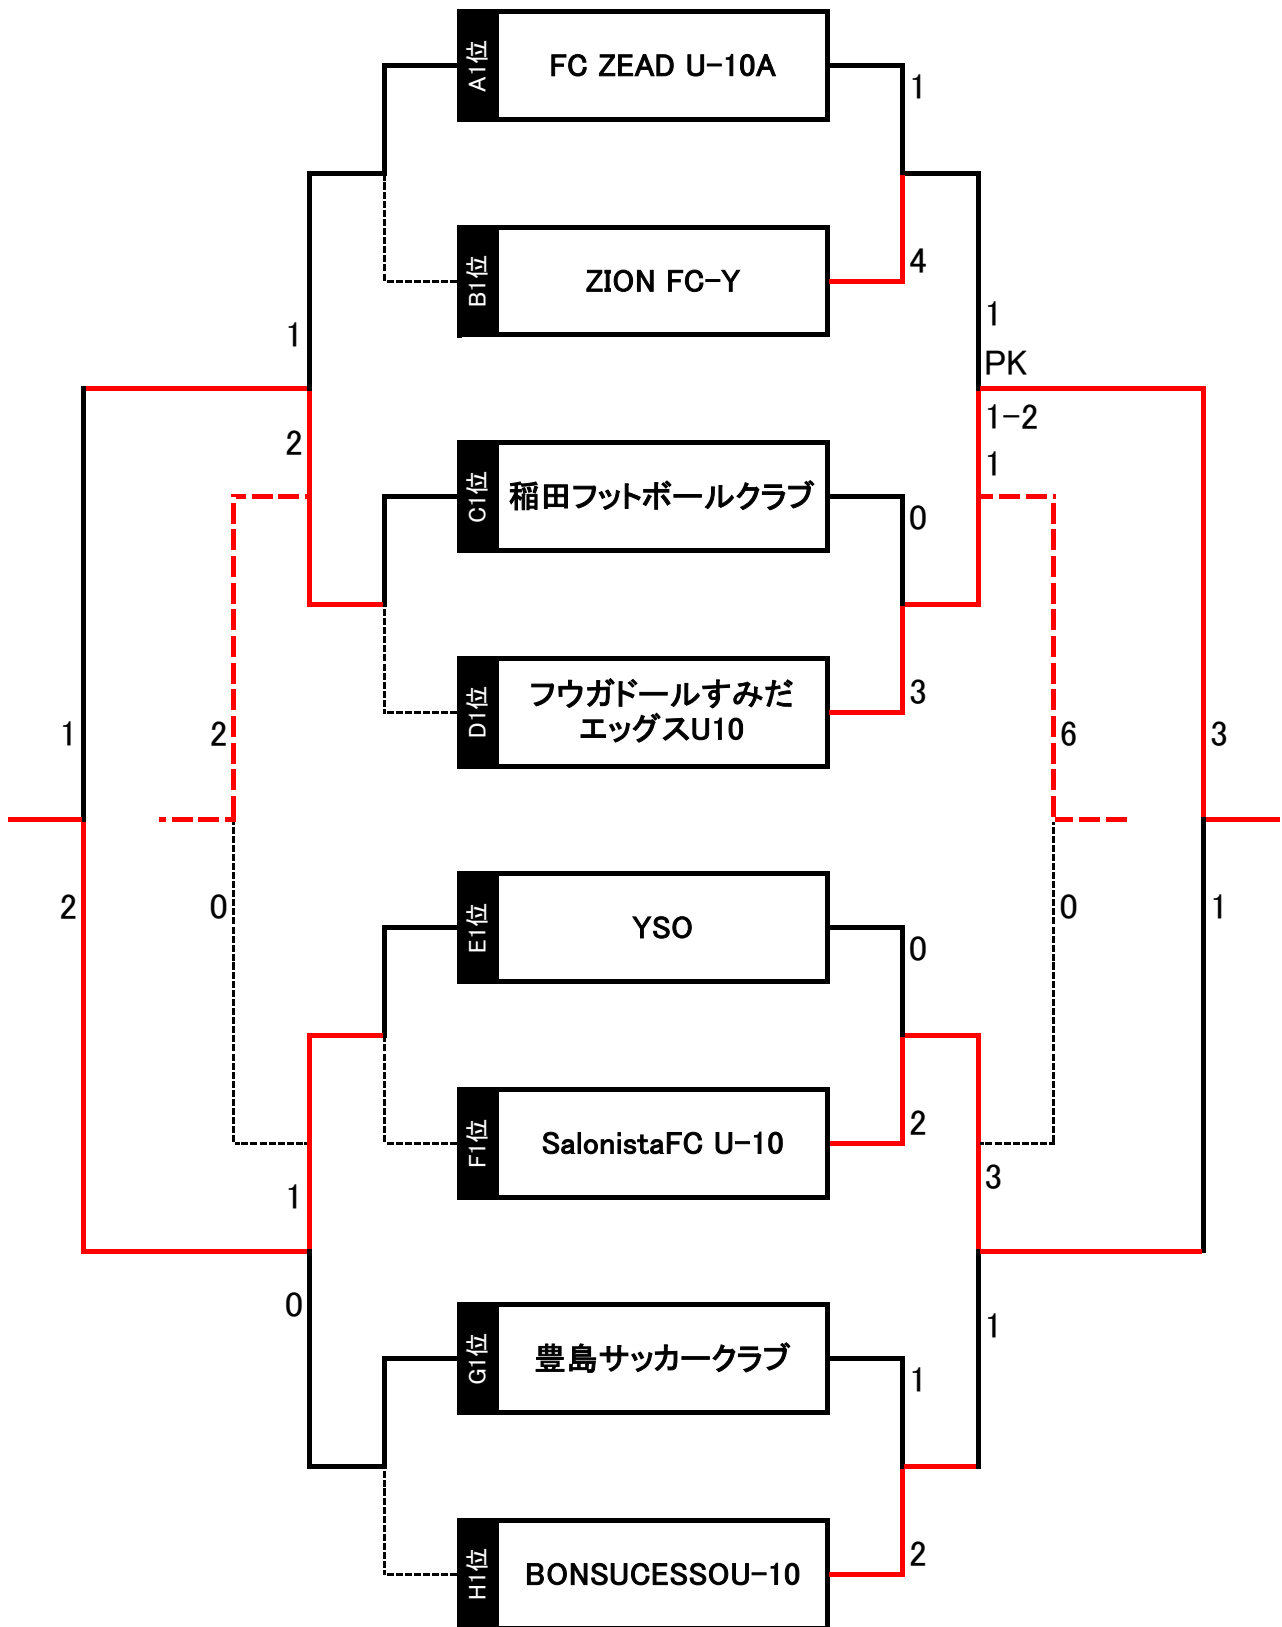 A1位
FC ZEAD U-10A
1
B1位
ZION FC-Y
4
1
1
PK
1-2
2
1
C1位
稲田フットボールクラブ
0
D1位
フウガドールすみだ
エッグスU10
3
1
2
6
3
2
0
0
1
E1位
YSO
0
F1位
SalonistaFC U-10
2
1
3
0
1
G1位
豊島サッカークラブ
1
H1位
BONSUCESSOU-10
2